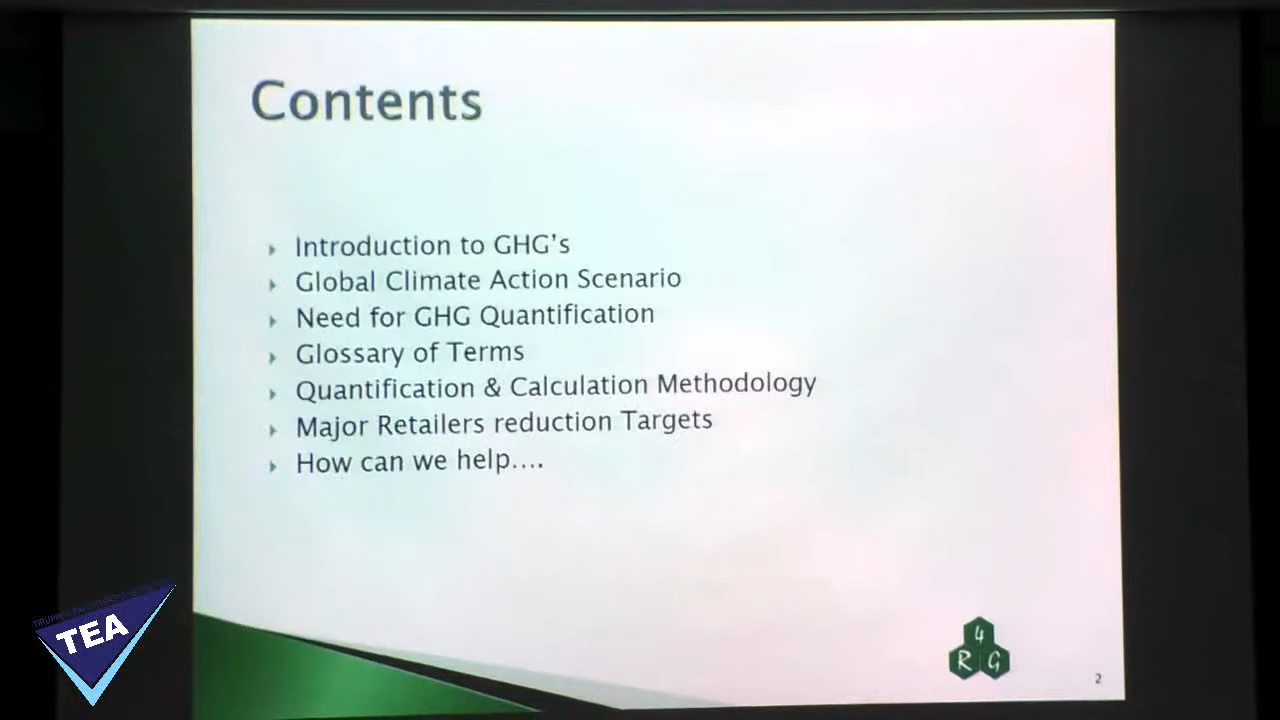 Contents
Introduction to GHG's
Global Climate Action Scenario
Need for GHG Quantification
Glossary of Terms
Quantification & Calculation Methodology
Major Retailers reduction Targets
How can we help....
TEA
4
R G
2